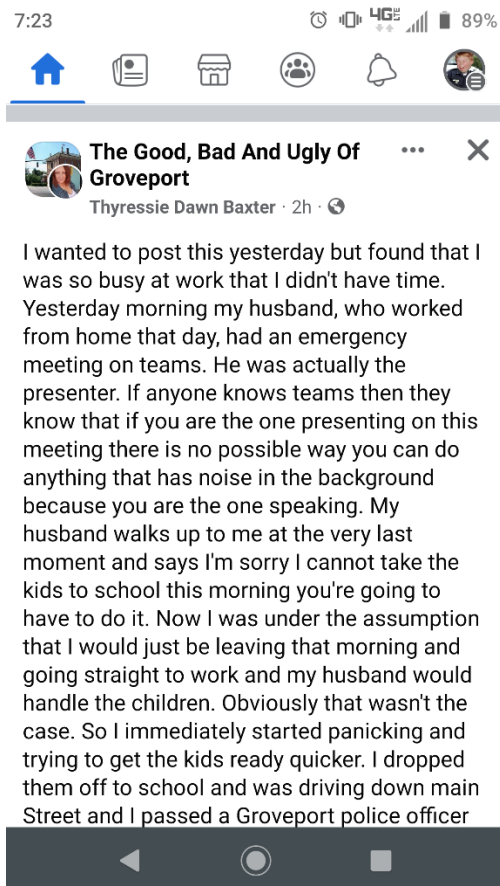 7:23
4G LTE 89%
The Good, Bad And Ugly Of
Groveport
Thyressie Dawn Baxter · 2h ·
I wanted to post this yesterday but found that I
was so busy at work that I didn't have time.
Yesterday morning my husband, who worked
from home that day, had an emergency
meeting on teams. He was actually the
presenter. If anyone knows teams then they
know that if you are the one presenting on this
meeting there is no possible way you can do
anything that has noise in the background
because you are the one speaking. My
husband walks up to me at the very last
moment and says I'm sorry I cannot take the
kids to school this morning you're going to
have to do it. Now I was under the assumption
that I would just be leaving that morning and
going straight to work and my husband would
handle the children. Obviously that wasn't the
case. So I immediately started panicking and
trying to get the kids ready quicker. I dropped
them off to school and was driving down main
Street and I passed a Groveport police officer